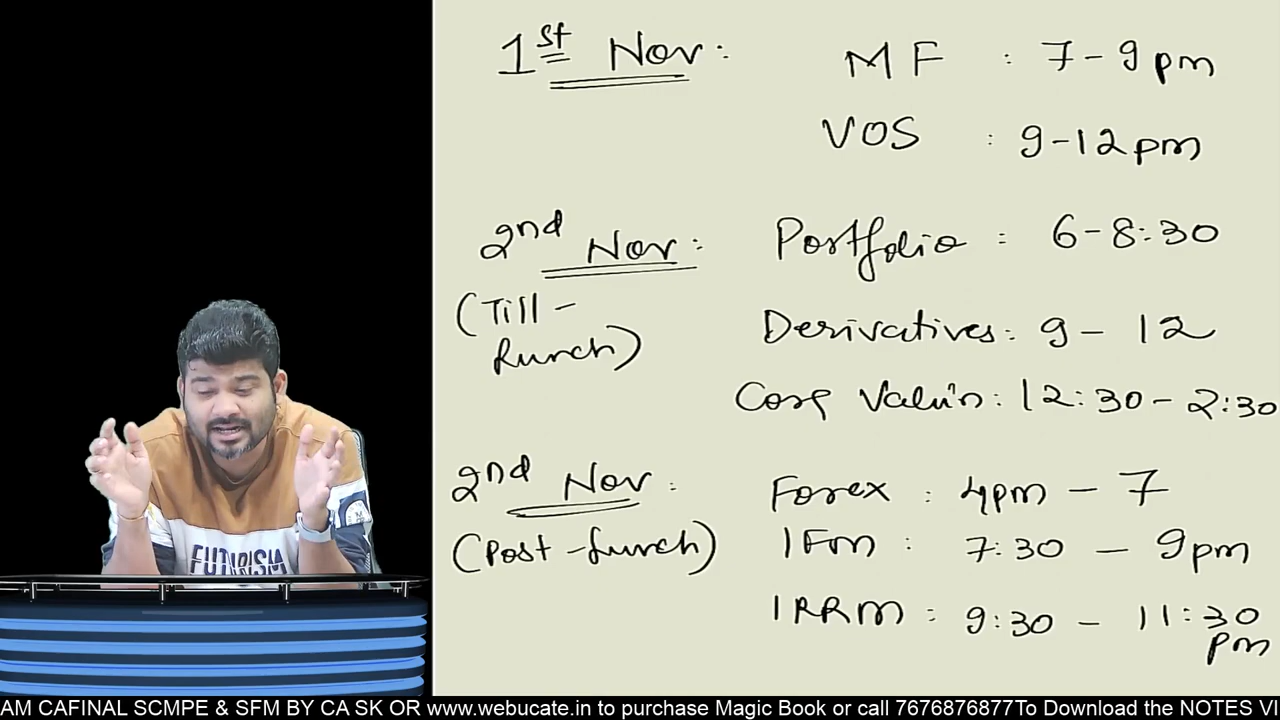 1st Nov: MF : 7-9pm
VOS : 9-12pm
2nd Nov: Portfolio : 6-8:30
(Till-
Lunch)
Derivatives: 9 - 12
Corp Valu'n: 12:30-2:30
2nd Nov: Forex : 4pm - 7
(Post-Lunch) IFM : 7:30 - 9pm
IRRM : 9:30 - 11:30
pm
FUTURISM
AM CAFINAL SCMPE & SFM BY CA SK OR www.webucate.in to purchase Magic Book or call 7676876877To Download the NOTES VI